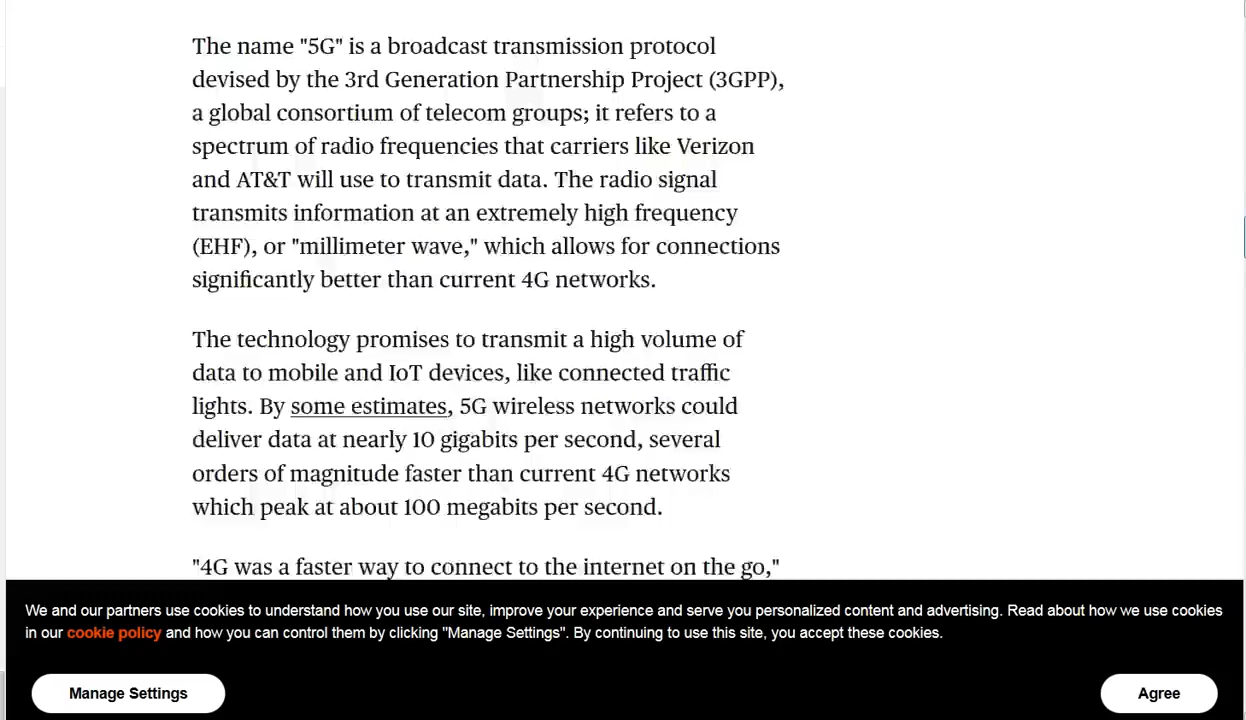 The name "5G" is a broadcast transmission protocol
devised by the 3rd Generation Partnership Project (3GPP),
a global consortium of telecom groups; it refers to a
spectrum of radio frequencies that carriers like Verizon
and AT&T will use to transmit data. The radio signal
transmits information at an extremely high frequency
(EHF), or "millimeter wave," which allows for connections
significantly better than current 4G networks.
The technology promises to transmit a high volume of
data to mobile and IoT devices, like connected traffic
lights. By some estimates, 5G wireless networks could
deliver data at nearly 10 gigabits per second, several
orders of magnitude faster than current 4G networks
which peak at about 100 megabits per second.
"4G was a faster way to connect to the internet on the go,"
We and our partners use cookies to understand how you use our site, improve your experience and serve you personalized content and advertising. Read about how we use cookies
in our cookie policy and how you can control them by clicking "Manage Settings". By continuing to use this site, you accept these cookies.
Manage Settings
Agree